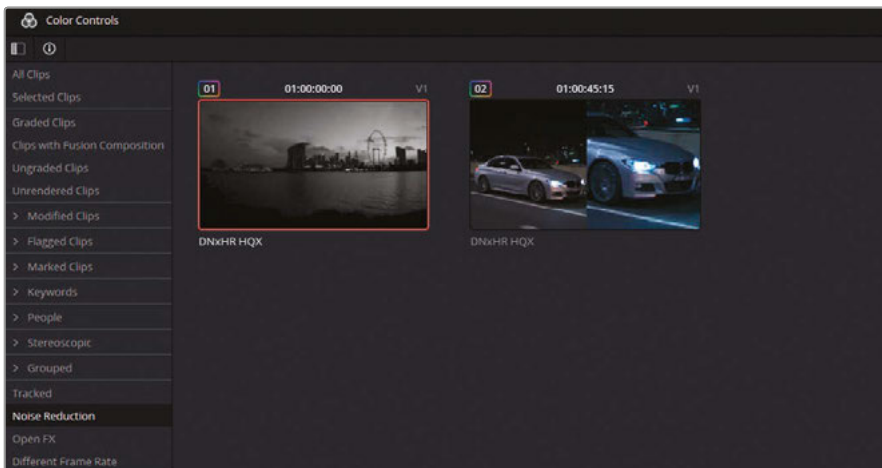 Color Controls
All Clips
Selected Clips
Graded Clips
Clips with Fusion Composition
Ungraded Clips
Unrendered Clips
> Modified Clips
> Flagged Clips
> Marked Clips
> Keywords
> People
> Stereoscopic
> Grouped
Tracked
Noise Reduction
Open FX
Different Frame Rate
01 01:00:00:00 V1
DNxHR HQX
02 01:00:45:15 V1
DNxHR HQX